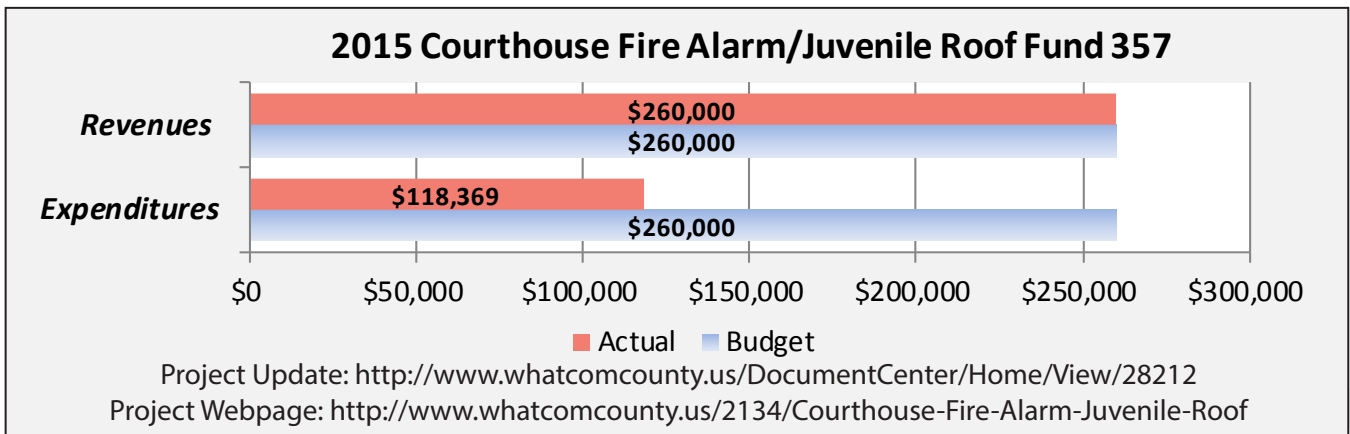 2015 Courthouse Fire Alarm/Juvenile Roof Fund 357
Revenues
$260,000
$260,000
Expenditures
$118,369
$260,000
$0 $50,000 $100,000 $150,000 $200,000 $250,000 $300,000
Actual Budget
Project Update: http://www.whatcomcounty.us/DocumentCenter/Home/View/28212
Project Webpage: http://www.whatcomcounty.us/2134/Courthouse-Fire-Alarm-Juvenile-Roof